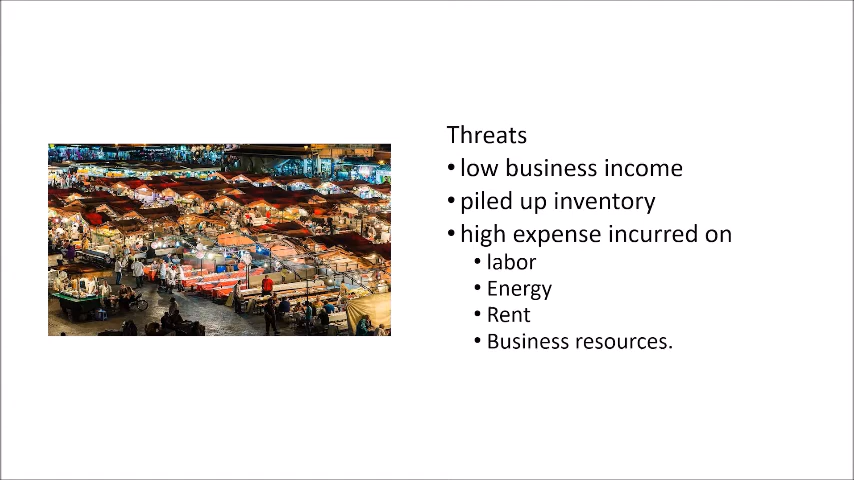 Threats
• low business income
• piled up inventory
• high expense incurred on
• labor
• Energy
• Rent
• Business resources.